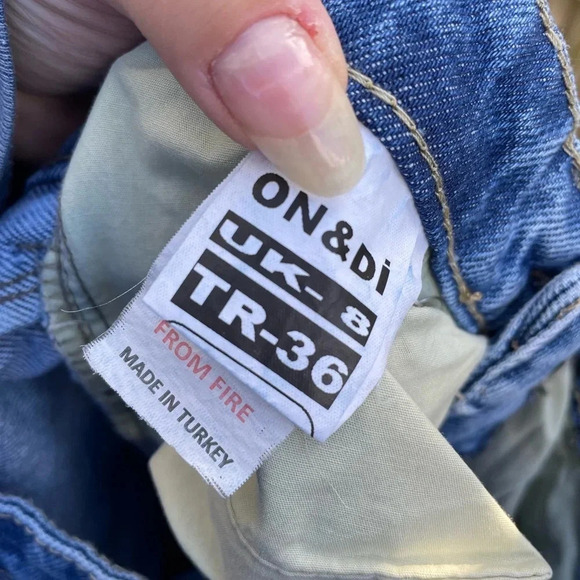 ON&Dİ
UK-8
TR-36
FROM FIRE
MADE IN TURKEY